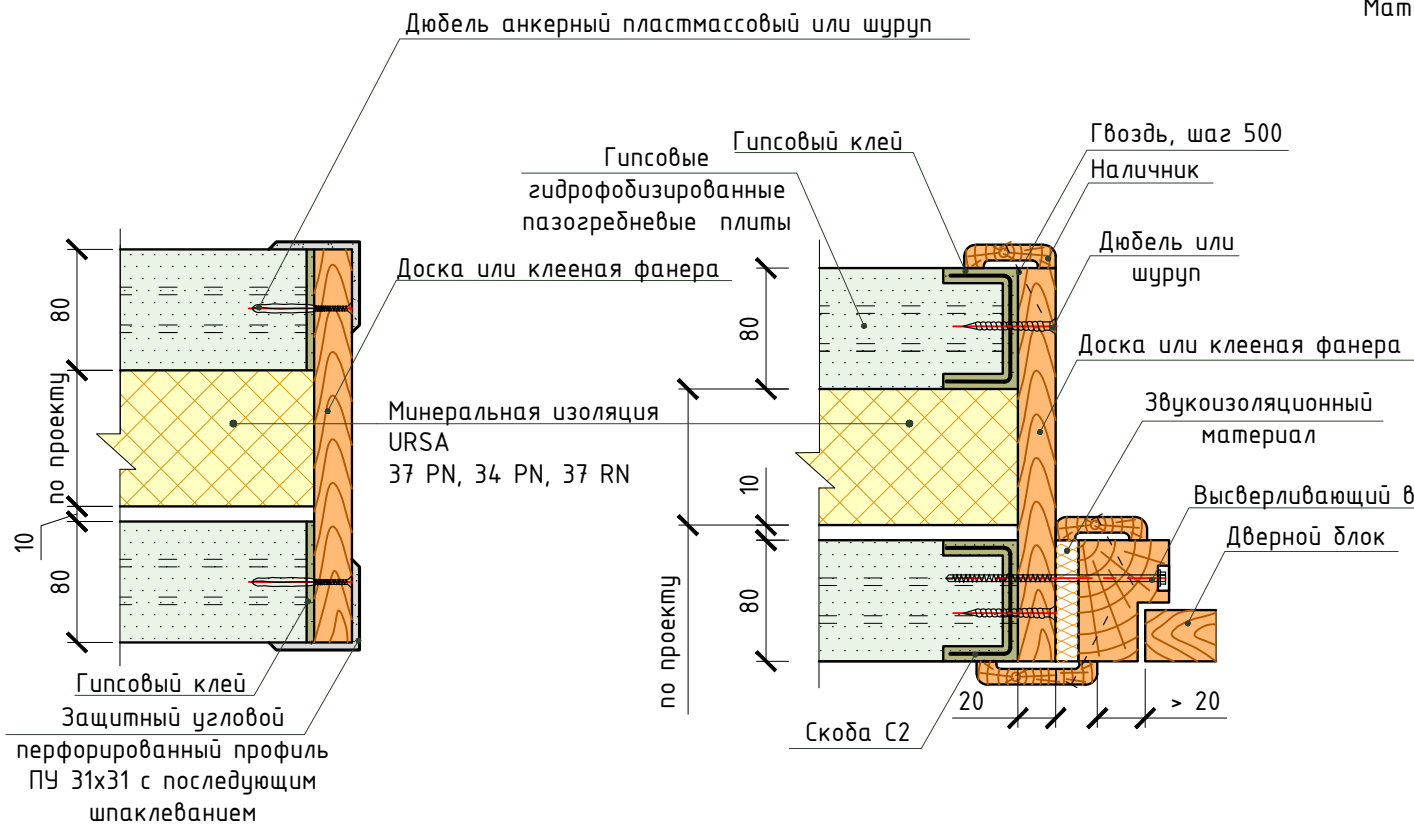 Мат
Дюбель анкерный пластмассовый или шуруп
Гипсовый клей
Гвоздь, шаг 500
Гипсовые
гидрофобизированные
пазогребневые плиты
Наличник
Дюбель или
шуруп
Доска или клееная фанера
80
по проекту
10
80
Минеральная изоляция
URSA
37 PN, 34 PN, 37 RN
80
10
по проекту
80
Доска или клееная фанера
Звукоизоляционный
материал
Высверливающий в
Дверной блок
20
> 20
Скоба С2
Гипсовый клей
Защитный угловой
перфорированный профиль
ПУ 31х31 с последующим
шпаклеванием